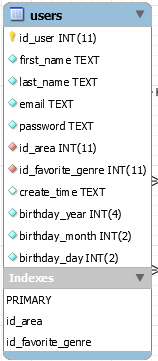 users
id_user INT(11)
first_name TEXT
last_name TEXT
email TEXT
password TEXT
id_area INT(11)
id_favorite_genre INT(11)
create_time TEXT
birthday_year INT(4)
birthday_month INT(2)
birthday_day INT(2)
Indexes
PRIMARY
id_area
id_favorite_genre